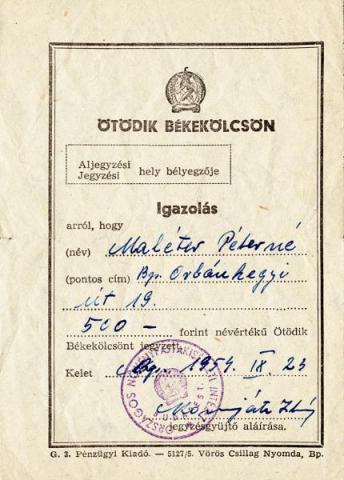 ÖTÖDIK BÉKEKÖLCSÖN
Aljegyzési
Jegyzési hely bélyegzője
Igazolás
arról, hogy
(név) Maléter Péterné
(pontos cím) Bp. Orbánhegyi
út 19.
500 — forint névértékű Ötödik
Békekölcsönt jegyzett.
Kelet Bp. 1954 IX. 23
jegyzésgyüjtő aláírása.
G. 3. Pénzügyi Kiadó. — 5127/5. Vörös Csillag Nyomda, Bp.